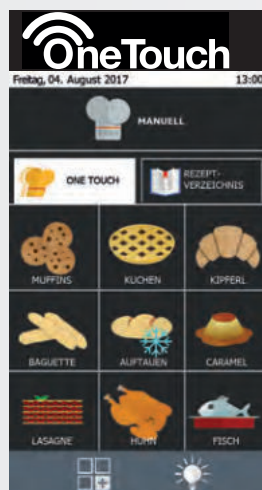 OneTouch
Freitag, 04. August 2017 13:00
MANUELL
ONE TOUCH
REZEPT-
VERZEICHNIS
MUFFINS KUCHEN KIPFERL
BAGUETTE AUFTAUEN CARAMEL
LASAGNE HUHN FISCH